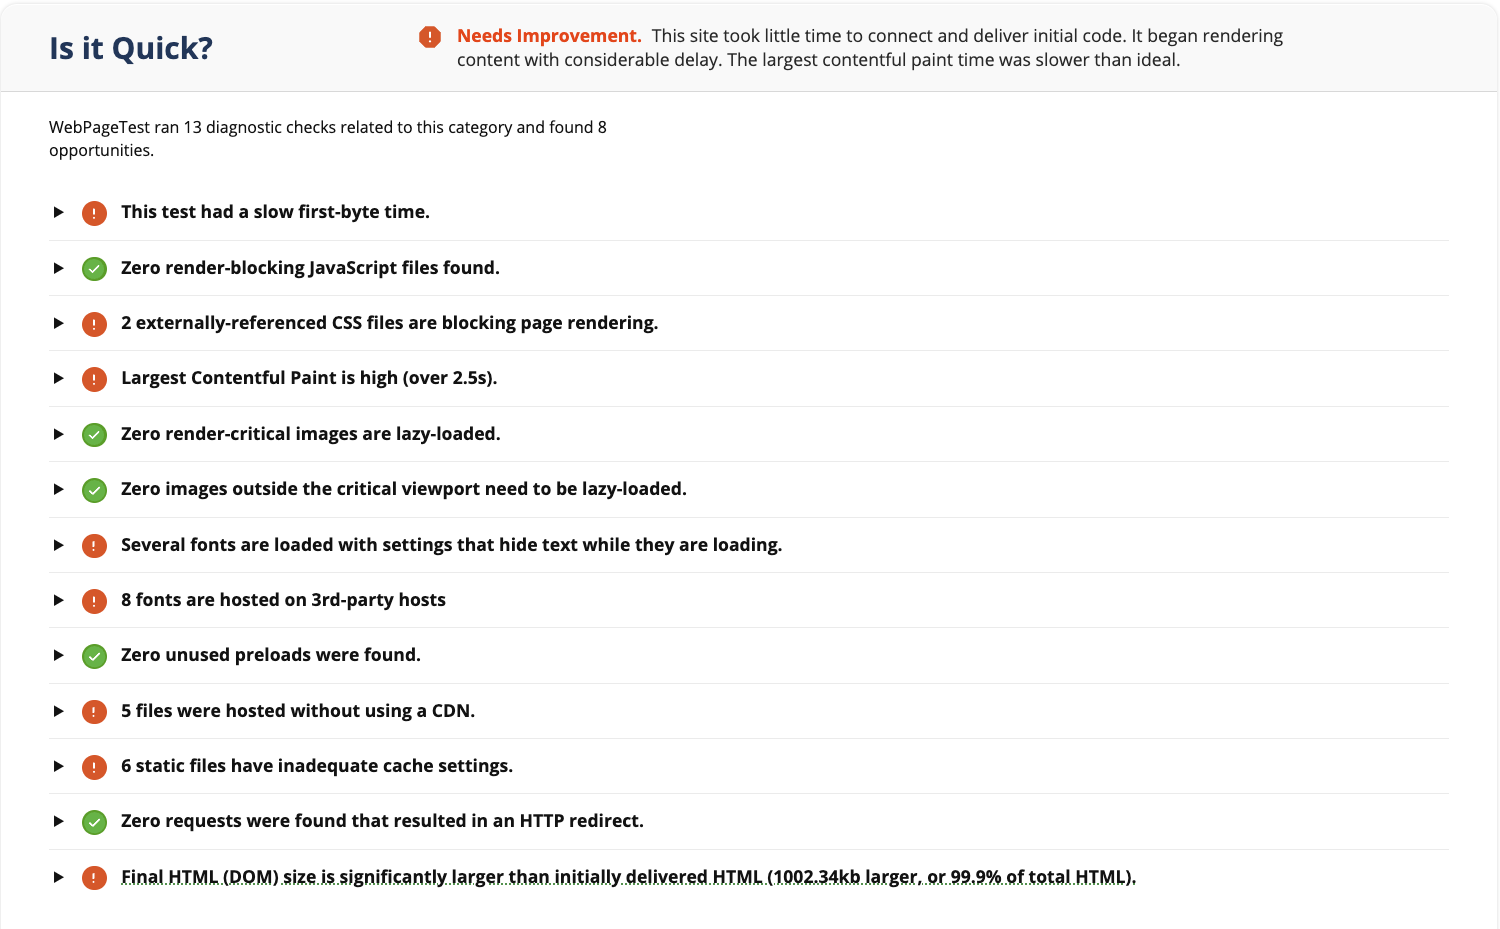 Is it Quick?
Needs Improvement. This site took little time to connect and deliver initial code. It began rendering
content with considerable delay. The largest contentful paint time was slower than ideal.
WebPageTest ran 13 diagnostic checks related to this category and found 8
opportunities.
This test had a slow first-byte time.
Zero render-blocking JavaScript files found.
2 externally-referenced CSS files are blocking page rendering.
Largest Contentful Paint is high (over 2.5s).
Zero render-critical images are lazy-loaded.
Zero images outside the critical viewport need to be lazy-loaded.
Several fonts are loaded with settings that hide text while they are loading.
8 fonts are hosted on 3rd-party hosts
Zero unused preloads were found.
5 files were hosted without using a CDN.
6 static files have inadequate cache settings.
Zero requests were found that resulted in an HTTP redirect.
Final HTML (DOM) size is significantly larger than initially delivered HTML (1002.34kb larger, or 99.9% of total HTML).